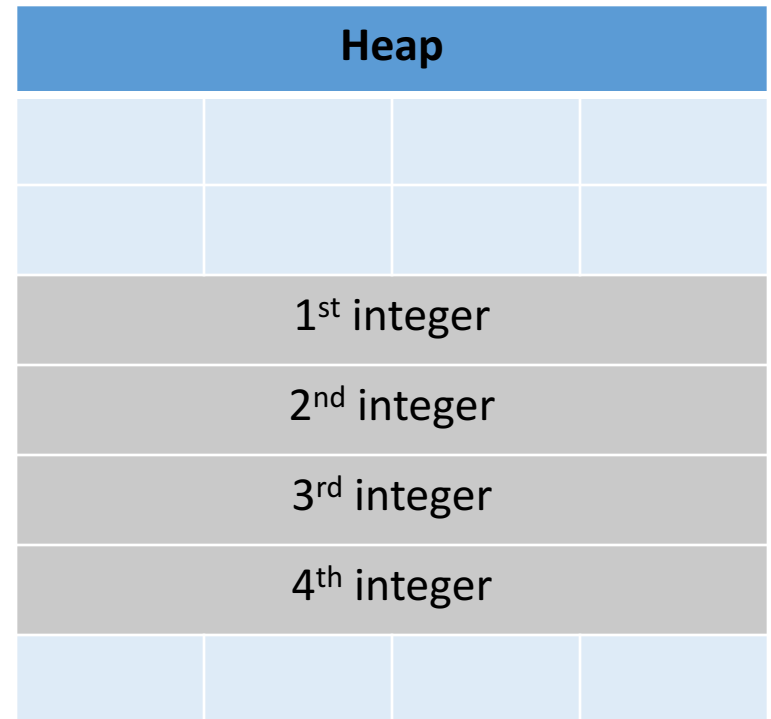 Heap
1st integer
2nd integer
3rd integer
4th integer